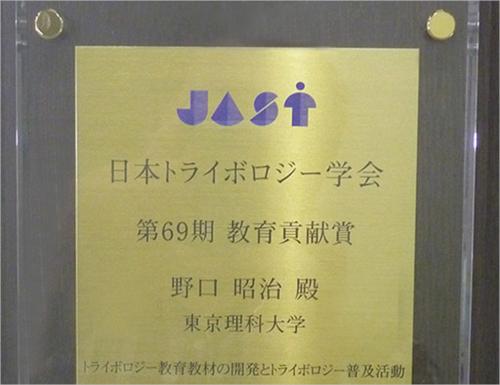 JAST
日本トライボロジー学会
第69期 教育貢献賞
野口 昭治 殿
東京理科大学
トライボロジー教育教材の開発とトライボロジー普及活動